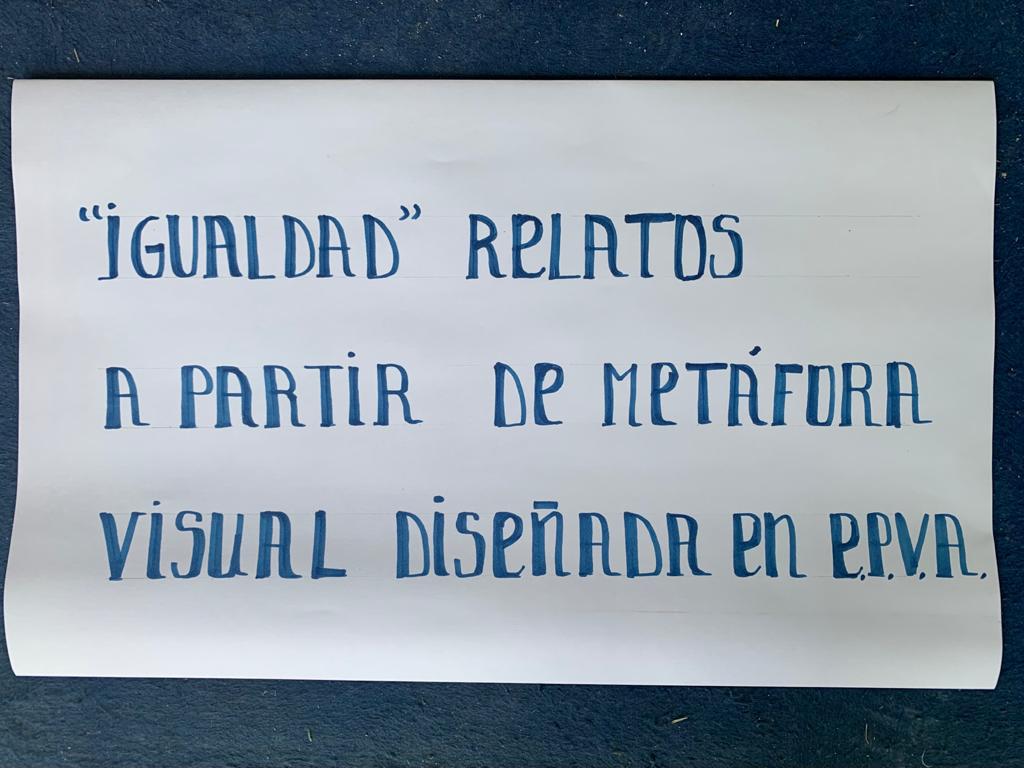 “iGUALDAD” ReLATOS
A PARTiR De MeTÁFORA
ViSUAL DiSeÑADA en e.P.V.A.